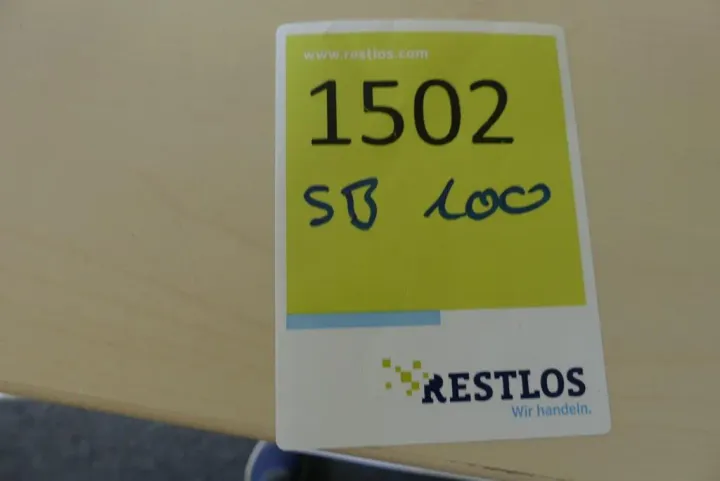 www.restlos.com
1502
SB 100
RESTLOS
Wir handeln.